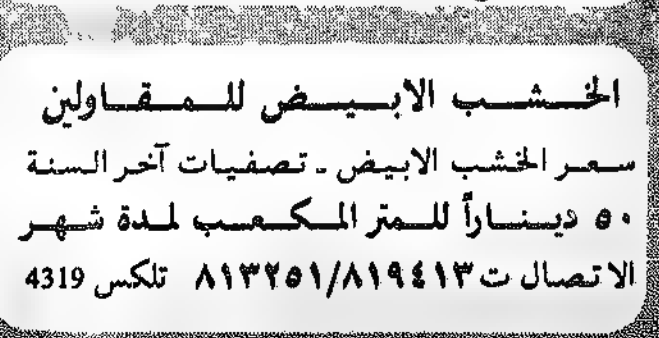 الخشب الابيض للمقاولين
سعر الخشب الابيض - تصفيات آخر السنة
٥٠ ديناراً للمتر المكعب لمدة شهر
الاتصال ت ٨١٣٢٥١/٨١٩٤١٣ تلكس 4319